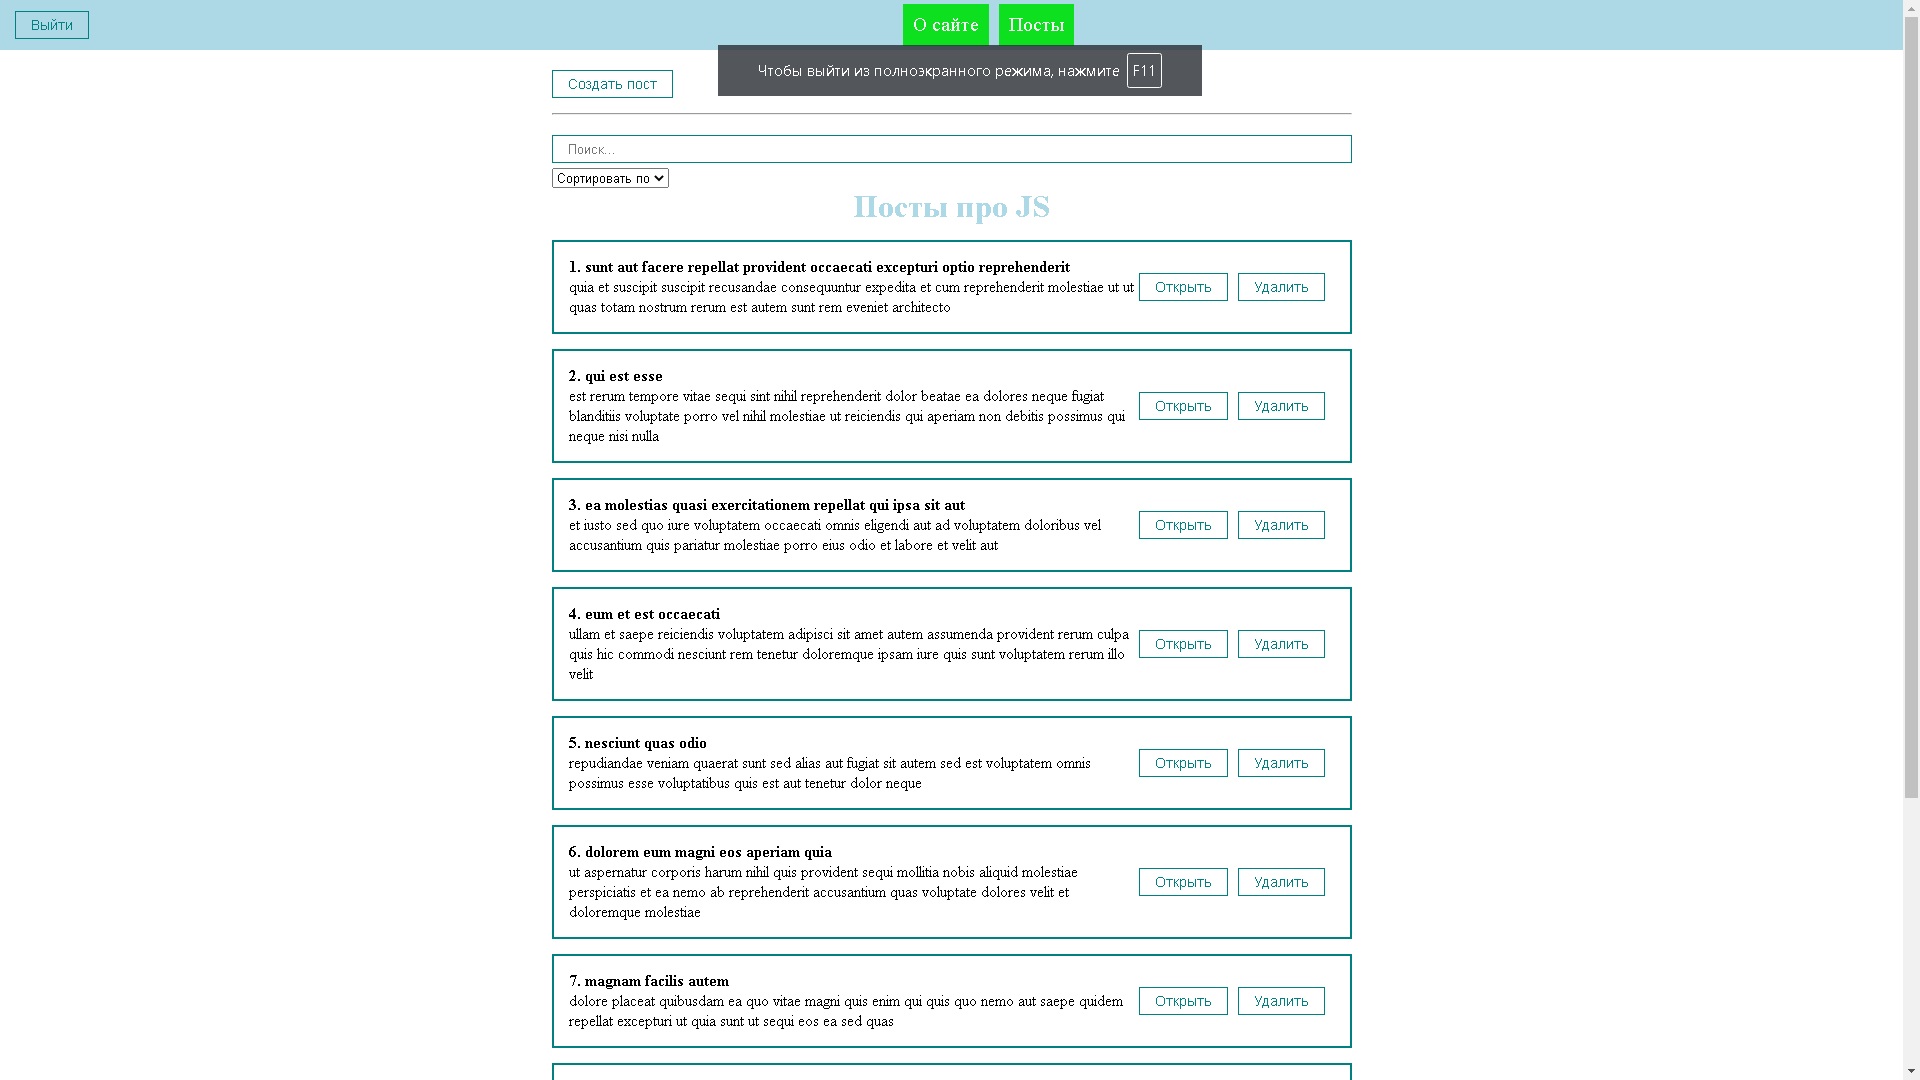 Выйти
О сайте
Посты
Чтобы выйти из полноэкранного режима, нажмите F11
Создать пост
Поиск...
Сортировать по
Посты про JS
1. sunt aut facere repellat provident occaecati excepturi optio reprehenderit
quia et suscipit suscipit recusandae consequuntur expedita et cum reprehenderit molestiae ut ut
quas totam nostrum rerum est autem sunt rem eveniet architecto
Открыть
Удалить
2. qui est esse
est rerum tempore vitae sequi sint nihil reprehenderit dolor beatae ea dolores neque fugiat
blanditiis voluptate porro vel nihil molestiae ut reiciendis qui aperiam non debitis possimus qui
neque nisi nulla
Открыть
Удалить
3. ea molestias quasi exercitationem repellat qui ipsa sit aut
et iusto sed quo iure voluptatem occaecati omnis eligendi aut ad voluptatem doloribus vel
accusantium quis pariatur molestiae porro eius odio et labore et velit aut
Открыть
Удалить
4. eum et est occaecati
ullam et saepe reiciendis voluptatem adipisci sit amet autem assumenda provident rerum culpa
quis hic commodi nesciunt rem tenetur doloremque ipsam iure quis sunt voluptatem rerum illo
velit
Открыть
Удалить
5. nesciunt quas odio
repudiandae veniam quaerat sunt sed alias aut fugiat sit autem sed est voluptatem omnis
possimus esse voluptatibus quis est aut tenetur dolor neque
Открыть
Удалить
6. dolorem eum magni eos aperiam quia
ut aspernatur corporis harum nihil quis provident sequi mollitia nobis aliquid molestiae
perspiciatis et ea nemo ab reprehenderit accusantium quas voluptate dolores velit et
doloremque molestiae
Открыть
Удалить
7. magnam facilis autem
dolore placeat quibusdam ea quo vitae magni quis enim qui quis quo nemo aut saepe quidem
repellat excepturi ut quia sunt ut sequi eos ea sed quas
Открыть
Удалить